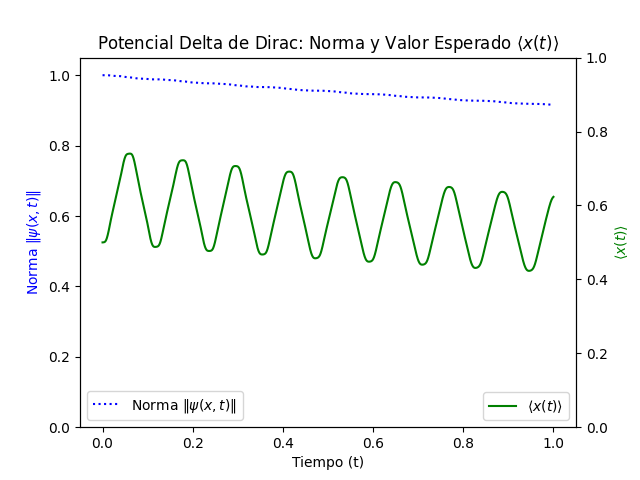 Potencial Delta de Dirac: Norma y Valor Esperado ⟨x(t)⟩
Norma ‖ψ(x, t)‖
1.0
0.8
0.6
0.4
0.2
0.0
1.0
0.8
0.6
0.4
0.2
0.0
⟨x(t)⟩
Norma ‖ψ(x, t)‖
⟨x(t)⟩
0.0 0.2 0.4 0.6 0.8 1.0
Tiempo (t)